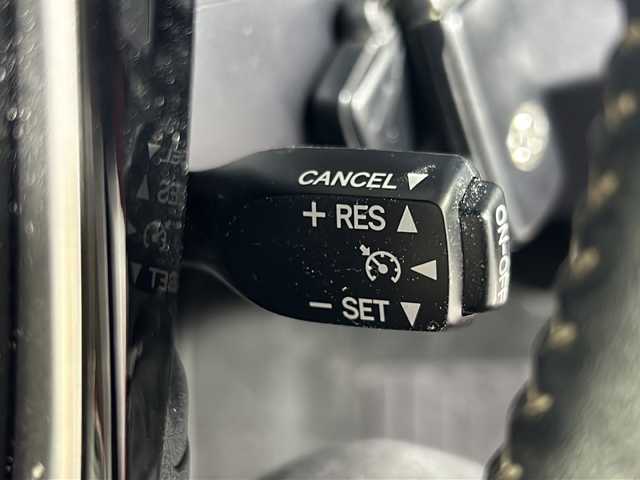 CANCEL ▼
+ RES ▲
◀
– SET ▼
ON-OFF